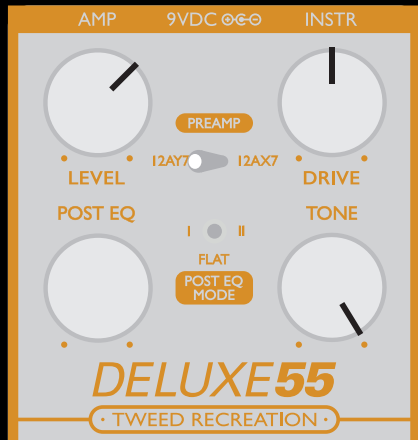 AMP 9VDC INSTR
PREAMP
12AY7 12AX7
LEVEL DRIVE
POST EQ TONE
I II
FLAT
POST EQ
MODE
DELUXE55
· TWEED RECREATION ·